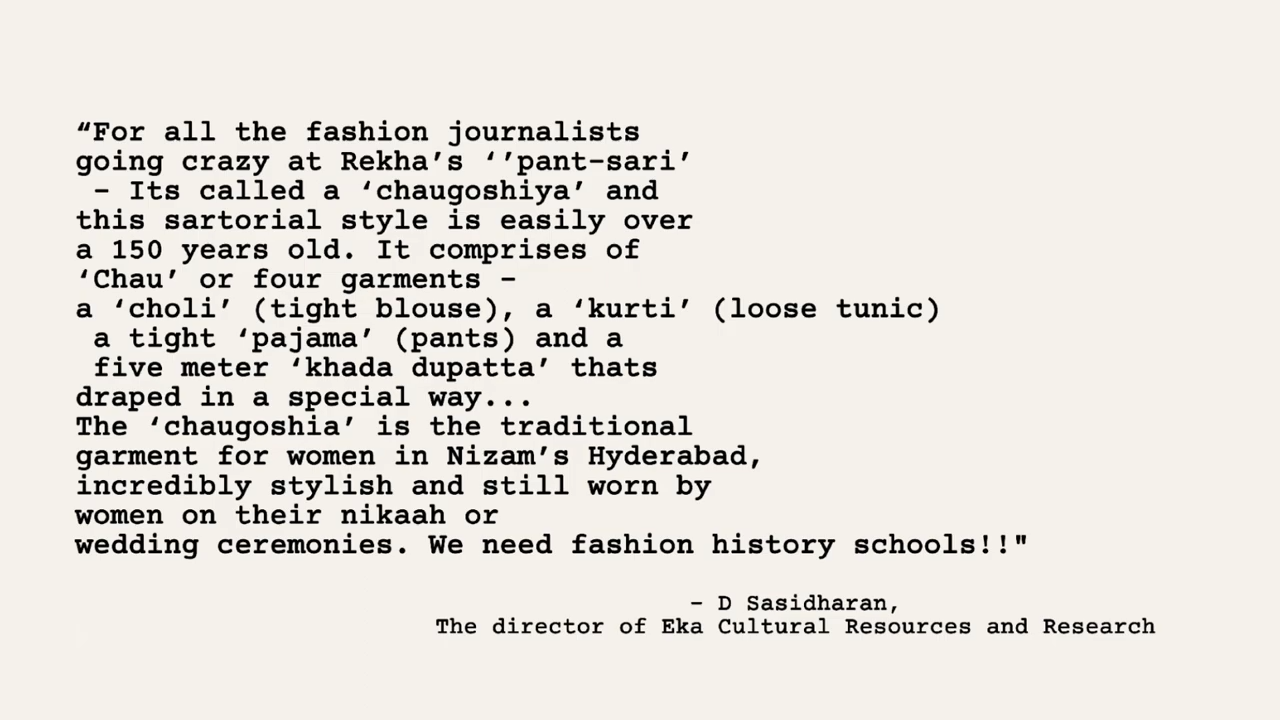 “For all the fashion journalists
going crazy at Rekha’s ‘’pant-sari’
– Its called a ‘chaugoshiya’ and
this sartorial style is easily over
a 150 years old. It comprises of
‘Chau’ or four garments –
a ‘choli’ (tight blouse), a ‘kurti’ (loose tunic)
a tight ‘pajama’ (pants) and a
five meter ‘khada dupatta’ thats
draped in a special way...
The ‘chaugoshia’ is the traditional
garment for women in Nizam’s Hyderabad,
incredibly stylish and still worn by
women on their nikaah or
wedding ceremonies. We need fashion history schools!!"
– D Sasidharan,
The director of Eka Cultural Resources and Research